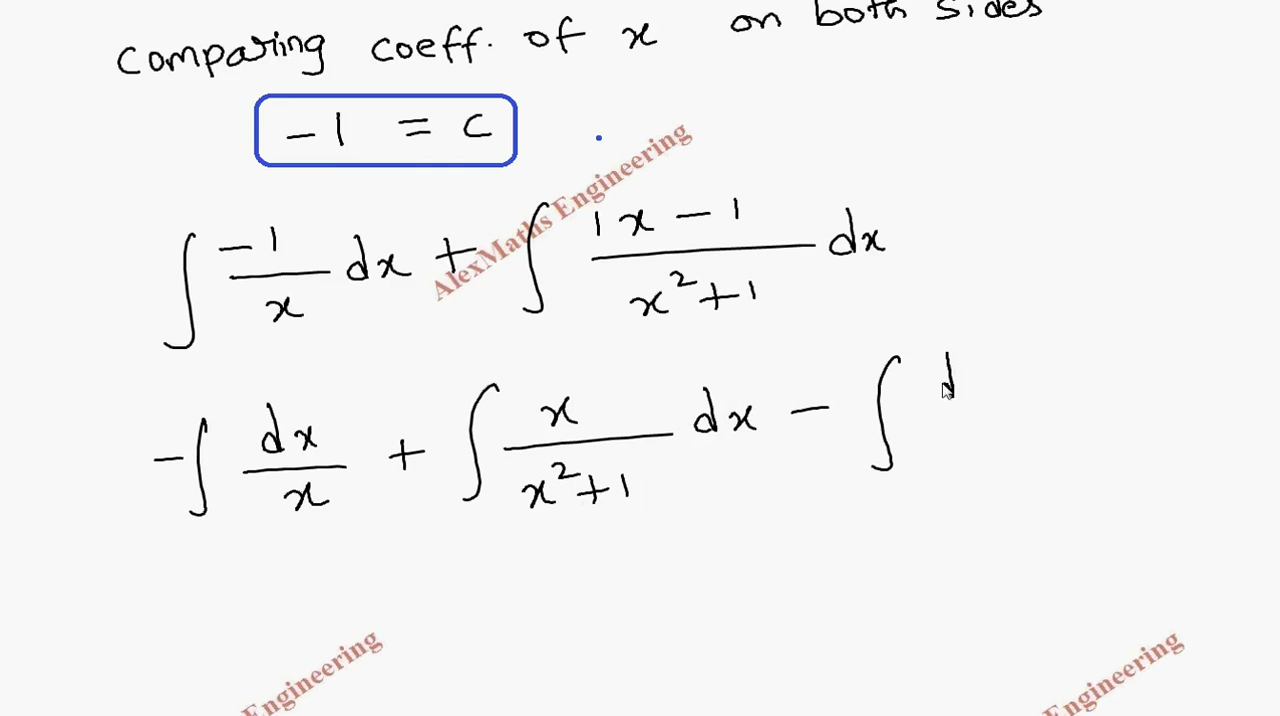 comparing coeff. of x on both sides
-1 = c
∫ -1/x dx + ∫ 1x-1/x²+1 dx
-∫ dx/x + ∫ x/x²+1 dx - ∫ d
AlexMaths Engineering
Engineering
Engineering